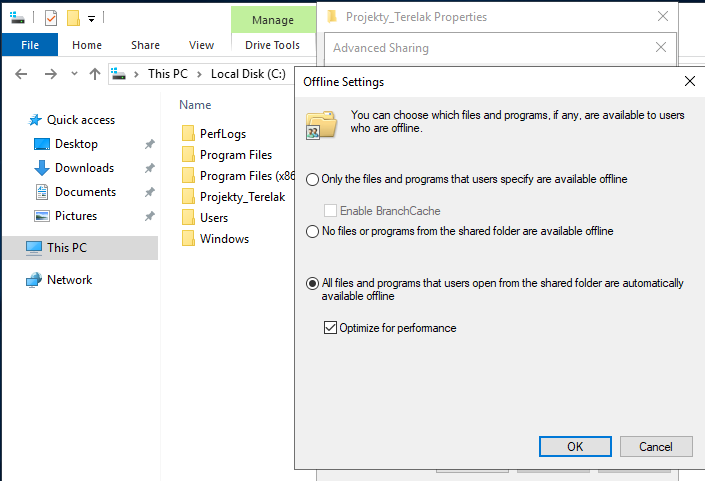 Manage
Projekty_Terelak Properties
File
Home
Share
View
Drive Tools
Advanced Sharing
This PC
Local Disk (C:)
Offline Settings
Quick access
Desktop
Downloads
Documents
Pictures
This PC
Network
Name
PerfLogs
Program Files
Program Files (x86
Projekty_Terelak
Users
Windows
You can choose which files and programs, if any, are available to users
who are offline.
Only the files and programs that users specify are available offline
Enable BranchCache
No files or programs from the shared folder are available offline
All files and programs that users open from the shared folder are automatically
available offline
Optimize for performance
OK
Cancel